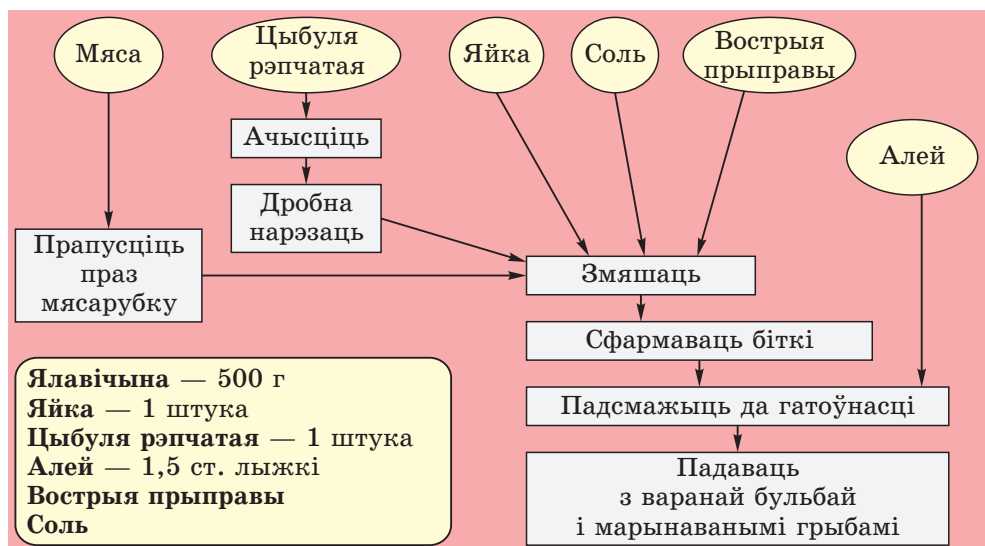 Мяса
Цыбуля
рэпчатая
Яйка
Соль
Вострыя
прыправы
Алей
Ачысціць
Дробна
нарэзаць
Прапусціць
праз
мясарубку
Змяшаць
Сфармаваць біткі
Падсмажыць да гатоўнасці
Падаваць
з варанай бульбай
і марынаванымі грыбамі
Ялавічына — 500 г
Яйка — 1 штука
Цыбуля рэпчатая — 1 штука
Алей — 1,5 ст. лыжкі
Вострыя прыправы
Соль